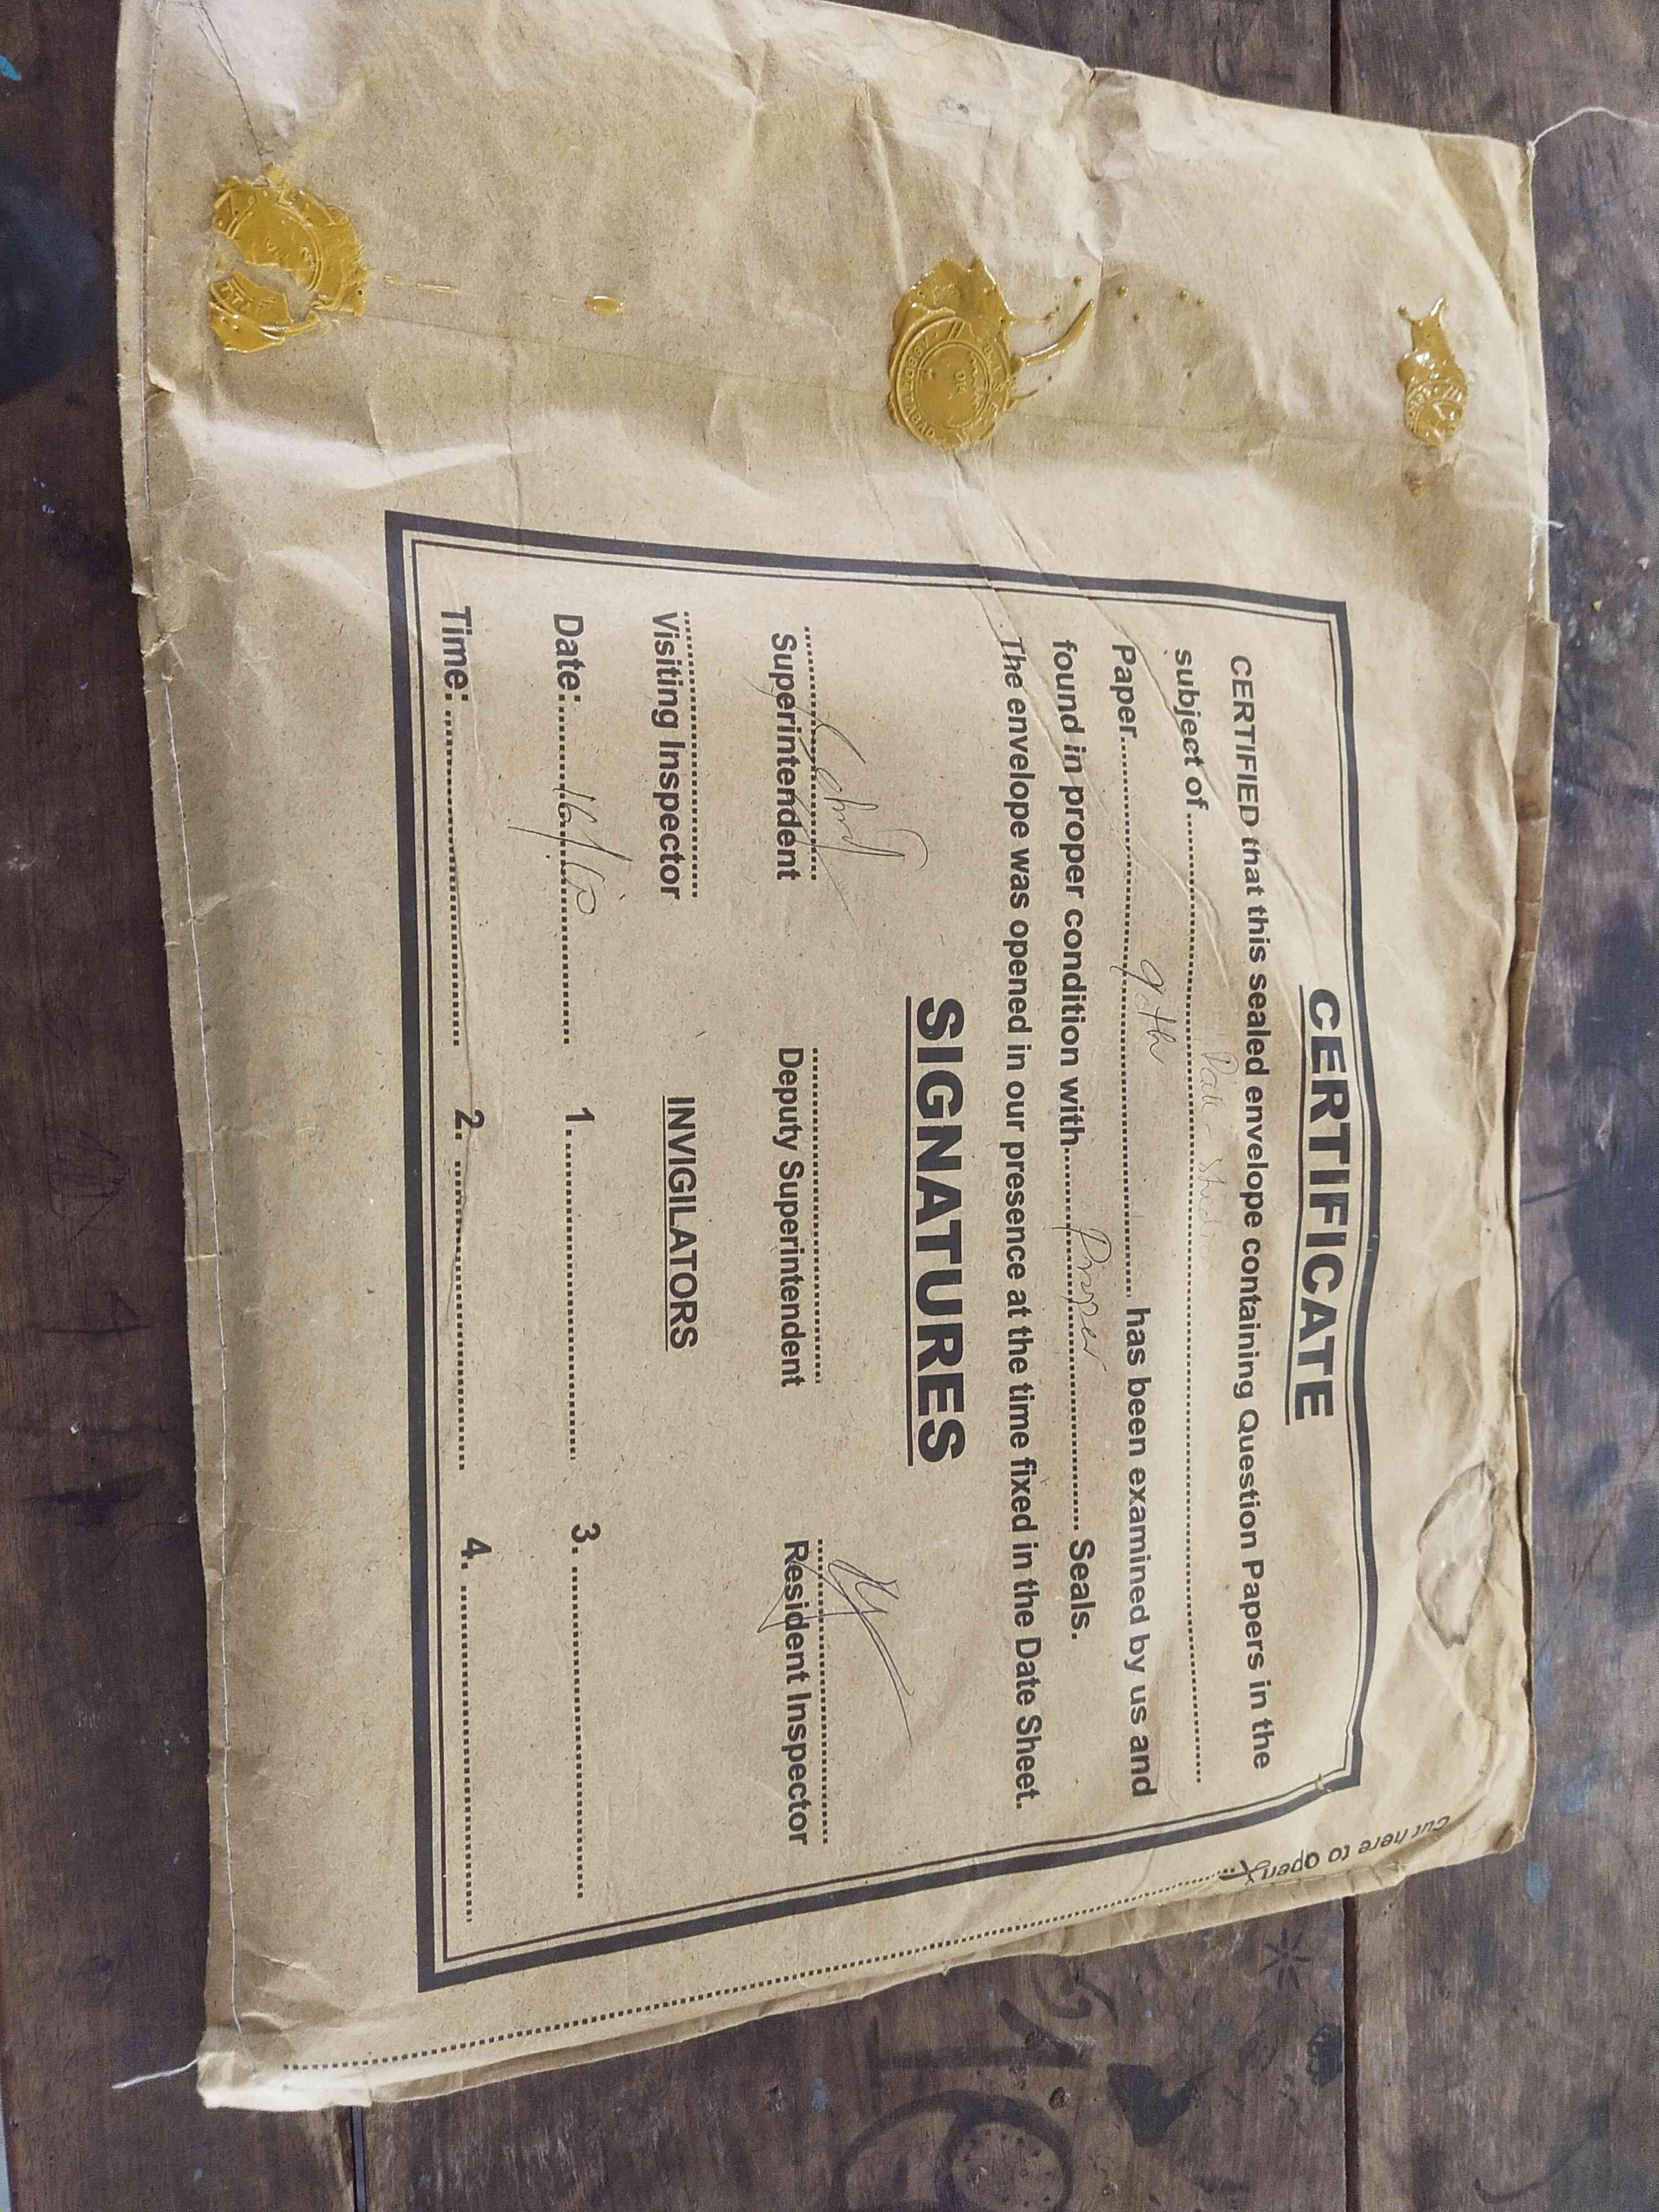 CERTIFICATE
CERTIFIED that this sealed envelope containing Question Papers in the
subject of .......... Pak-
Paper.......... 9th .......... has been examined by us and
found in proper condition with.......... Proper .......... Seals.
The envelope was opened in our presence at the time fixed in the Date Sheet.
SIGNATURES
Superintendent Deputy Superintendent Resident Inspector
Visiting Inspector INVIGILATORS
Date:.......... 16/10 .......... 1. .......... 3. ..........
Time: .......... 2. .......... 4. ..........
cut here to open